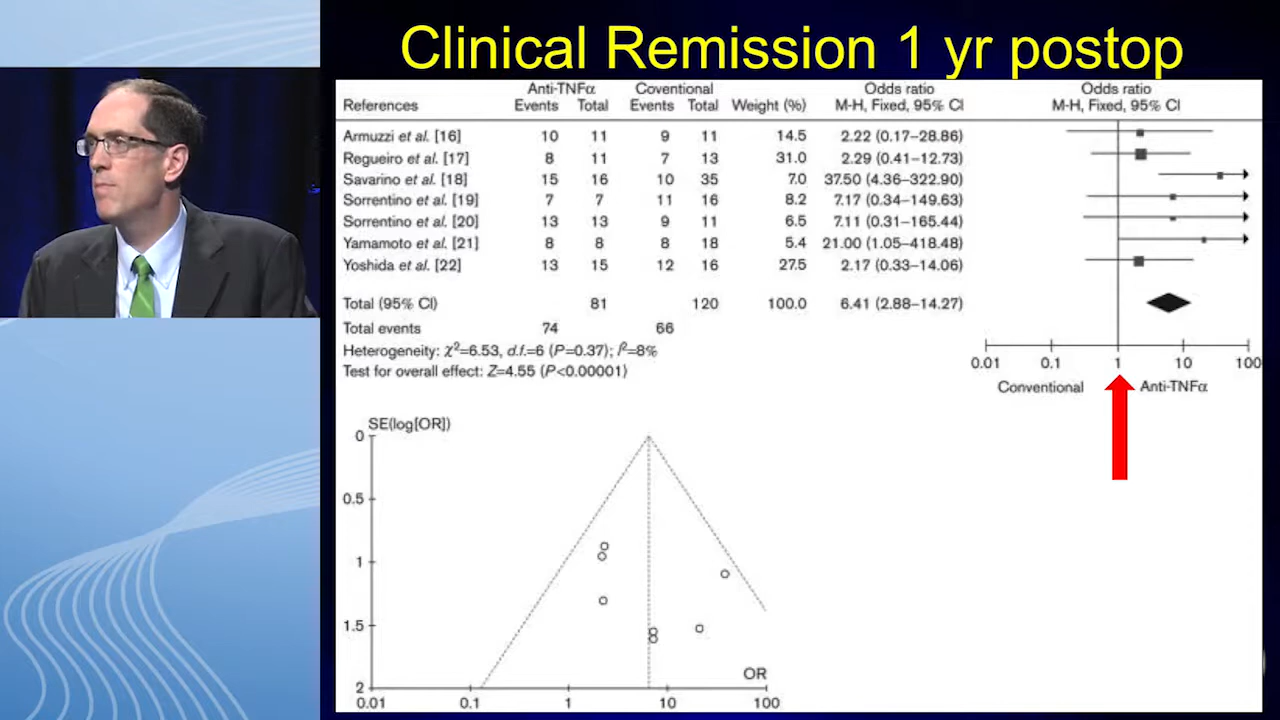 Clinical Remission 1 yr postop
Anti-TNFα Coventional Odds ratio Odds ratio
References Events Total Events Total Weight (%) M-H, Fixed, 95% CI M-H, Fixed, 95% CI
Armuzzi et al. [16] 10 11 9 11 14.5 2.22 (0.17–28.86)
Regueiro et al. [17] 8 11 7 13 31.0 2.29 (0.41–12.73)
Savarino et al. [18] 15 16 10 35 7.0 37.50 (4.36–322.90)
Sorrentino et al. [19] 7 7 11 16 8.2 7.17 (0.34–149.63)
Sorrentino et al. [20] 13 13 9 11 6.5 7.11 (0.31–165.44)
Yamamoto et al. [21] 8 8 8 18 5.4 21.00 (1.05–418.48)
Yoshida et al. [22] 13 15 12 16 27.5 2.17 (0.33–14.06)
Total (95% CI) 81 120 100.0 6.41 (2.88–14.27)
Total events 74 66
Heterogeneity: χ²=6.53, d.f.=6 (P=0.37); I²=8%
Test for overall effect: Z=4.55 (P<0.00001)
0.01 0.1 1 10 100
Conventional Anti-TNFα
SE(log[OR])
0
0.5
1
1.5
2
OR
0.01 0.1 1 10 100